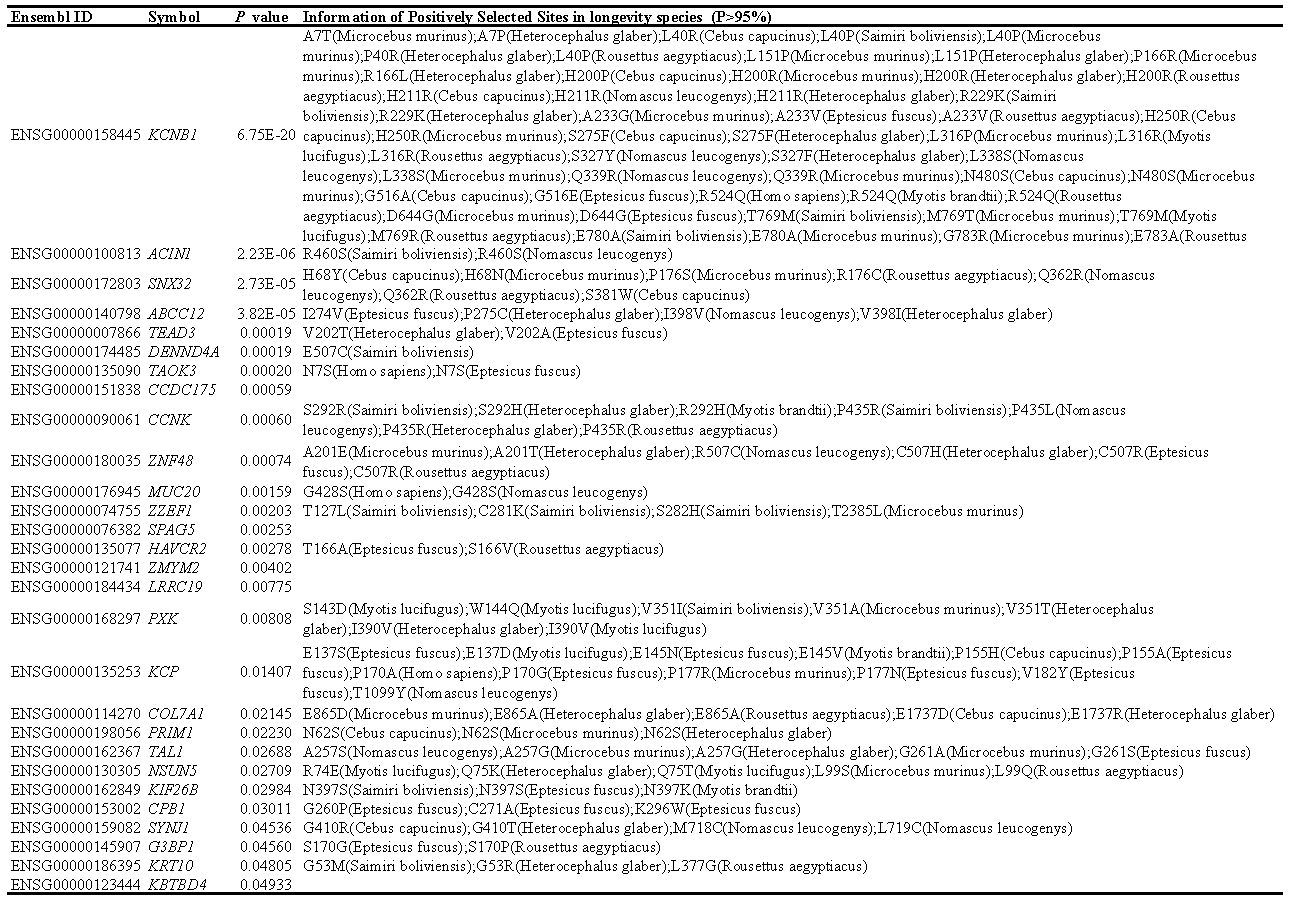 Ensembl ID Symbol P value Information of Positively Selected Sites in longevity species (P>95%)
A7T(Microcebus murinus);A7P(Heterocephalus glaber);L40R(Cebus capucinus);L40P(Saimiri boliviensis);L40P(Microcebus
murinus);P40R(Heterocephalus glaber);L40P(Rousettus aegyptiacus);L151P(Microcebus murinus);L151P(Heterocephalus glaber);P166R(Microcebus
murinus);R166L(Heterocephalus glaber);H200P(Cebus capucinus);H200R(Microcebus murinus);H200R(Heterocephalus glaber);H200R(Rousettus
aegyptiacus);H211R(Cebus capucinus);H211R(Nomascus leucogenys);H211R(Heterocephalus glaber);R229K(Saimiri
boliviensis);R229K(Heterocephalus glaber);A233G(Microcebus murinus);A233V(Eptesicus fuscus);A233V(Rousettus aegyptiacus);H250R(Cebus
ENSG00000158445 KCNB1 6.75E-20 capucinus);H250R(Microcebus murinus);S275F(Cebus capucinus);S275F(Heterocephalus glaber);L316P(Microcebus murinus);L316R(Myotis
lucifugus);L316R(Rousettus aegyptiacus);S327Y(Nomascus leucogenys);S327F(Heterocephalus glaber);L338S(Nomascus
leucogenys);L338S(Microcebus murinus);Q339R(Nomascus leucogenys);Q339R(Microcebus murinus);N480S(Cebus capucinus);N480S(Microcebus
murinus);G516A(Cebus capucinus);G516E(Eptesicus fuscus);R524Q(Homo sapiens);R524Q(Myotis brandtii);R524Q(Rousettus
aegyptiacus);D644G(Microcebus murinus);D644G(Eptesicus fuscus);T769M(Saimiri boliviensis);M769T(Microcebus murinus);T769M(Myotis
lucifugus);M769R(Rousettus aegyptiacus);E780A(Saimiri boliviensis);E780A(Microcebus murinus);G783R(Microcebus murinus);E783A(Rousettus
ENSG00000100813 ACIN1 2.23E-06 R460S(Saimiri boliviensis);R460S(Nomascus leucogenys)
H68Y(Cebus capucinus);H68N(Microcebus murinus);P176S(Microcebus murinus);R176C(Rousettus aegyptiacus);Q362R(Nomascus
ENSG00000172803 SNX32 2.73E-05
leucogenys);Q362R(Rousettus aegyptiacus);S381W(Cebus capucinus)
ENSG00000140798 ABCC12 3.82E-05 I274V(Eptesicus fuscus);P275C(Heterocephalus glaber);I398V(Nomascus leucogenys);V398I(Heterocephalus glaber)
ENSG00000007866 TEAD3 0.00019 V202T(Heterocephalus glaber);V202A(Eptesicus fuscus)
ENSG00000174485 DENND4A 0.00019 E507C(Saimiri boliviensis)
ENSG00000135090 TAOK3 0.00020 N7S(Homo sapiens);N7S(Eptesicus fuscus)
ENSG00000151838 CCDC175 0.00059
S292R(Saimiri boliviensis);S292H(Heterocephalus glaber);R292H(Myotis brandtii);P435R(Saimiri boliviensis);P435L(Nomascus
ENSG00000090061 CCNK 0.00060
leucogenys);P435R(Heterocephalus glaber);P435R(Rousettus aegyptiacus)
A201E(Microcebus murinus);A201T(Heterocephalus glaber);R507C(Nomascus leucogenys);C507H(Heterocephalus glaber);C507R(Eptesicus
ENSG00000180035 ZNF48 0.00074
fuscus);C507R(Rousettus aegyptiacus)
ENSG00000176945 MUC20 0.00159 G428S(Homo sapiens);G428S(Nomascus leucogenys)
ENSG00000074755 ZZEF1 0.00203 T127L(Saimiri boliviensis);C281K(Saimiri boliviensis);S282H(Saimiri boliviensis);T2385L(Microcebus murinus)
ENSG00000076382 SPAG5 0.00253
ENSG00000135077 HAVCR2 0.00278 T166A(Eptesicus fuscus);S166V(Rousettus aegyptiacus)
ENSG00000121741 ZMYM2 0.00402
ENSG00000184434 LRRC19 0.00775
S143D(Myotis lucifugus);W144Q(Myotis lucifugus);V351I(Saimiri boliviensis);V351A(Microcebus murinus);V351T(Heterocephalus
ENSG00000168297 PXK 0.00808
glaber);I390V(Heterocephalus glaber);I390V(Myotis lucifugus)
E137S(Eptesicus fuscus);E137D(Myotis lucifugus);E145N(Eptesicus fuscus);E145V(Myotis brandtii);P155H(Cebus capucinus);P155A(Eptesicus
ENSG00000135253 KCP 0.01407 fuscus);P170A(Homo sapiens);P170G(Eptesicus fuscus);P177R(Microcebus murinus);P177N(Eptesicus fuscus);V182Y(Eptesicus
fuscus);T1099Y(Nomascus leucogenys)
ENSG00000114270 COL7A1 0.02145 E865D(Microcebus murinus);E865A(Heterocephalus glaber);E865A(Rousettus aegyptiacus);E1737D(Cebus capucinus);E1737R(Heterocephalus glaber)
ENSG00000198056 PRIM1 0.02230 N62S(Cebus capucinus);N62S(Microcebus murinus);N62S(Heterocephalus glaber)
ENSG00000162367 TAL1 0.02688 A257S(Nomascus leucogenys);A257G(Microcebus murinus);A257G(Heterocephalus glaber);G261A(Microcebus murinus);G261S(Eptesicus fuscus)
ENSG00000130305 NSUN5 0.02709 R74E(Myotis lucifugus);Q75K(Heterocephalus glaber);Q75T(Myotis lucifugus);L99S(Microcebus murinus);L99Q(Rousettus aegyptiacus)
ENSG00000162849 KIF26B 0.02984 N397S(Saimiri boliviensis);N397S(Eptesicus fuscus);N397K(Myotis brandtii)
ENSG00000153002 CPB1 0.03011 G260P(Eptesicus fuscus);C271A(Eptesicus fuscus);K296W(Eptesicus fuscus)
ENSG00000159082 SYNJ1 0.04536 G410R(Cebus capucinus);G410T(Heterocephalus glaber);M718C(Nomascus leucogenys);L719C(Nomascus leucogenys)
ENSG00000145907 G3BP1 0.04560 S170G(Eptesicus fuscus);S170P(Rousettus aegyptiacus)
ENSG00000186395 KRT10 0.04805 G53M(Saimiri boliviensis);G53R(Heterocephalus glaber);L377G(Rousettus aegyptiacus)
ENSG00000123444 KBTBD4 0.04933